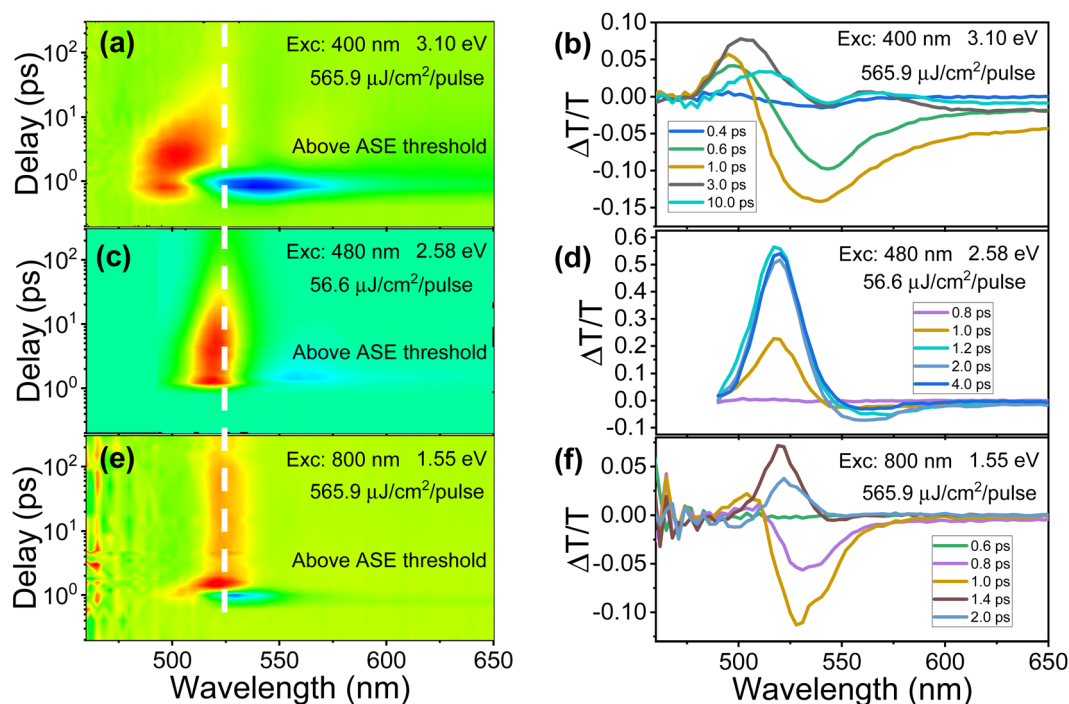 (a) Exc: 400 nm 3.10 eV
565.9 μJ/cm²/pulse
Above ASE threshold
Delay (ps)
10²
10¹
10⁰
(b) Exc: 400 nm 3.10 eV
565.9 μJ/cm²/pulse
ΔT/T
0.10
0.05
0.00
-0.05
-0.10
-0.15
0.4 ps
0.6 ps
1.0 ps
3.0 ps
10.0 ps
(c) Exc: 480 nm 2.58 eV
56.6 μJ/cm²/pulse
Above ASE threshold
Delay (ps)
10²
10¹
10⁰
(d) Exc: 480 nm 2.58 eV
56.6 μJ/cm²/pulse
ΔT/T
0.6
0.5
0.4
0.3
0.2
0.1
0.0
-0.1
0.8 ps
1.0 ps
1.2 ps
2.0 ps
4.0 ps
(e) Exc: 800 nm 1.55 eV
565.9 μJ/cm²/pulse
Above ASE threshold
Delay (ps)
10²
10¹
10⁰
500 550 600 650
Wavelength (nm)
(f) Exc: 800 nm 1.55 eV
565.9 μJ/cm²/pulse
ΔT/T
0.05
0.00
-0.05
-0.10
0.6 ps
0.8 ps
1.0 ps
1.4 ps
2.0 ps
500 550 600 650
Wavelength (nm)